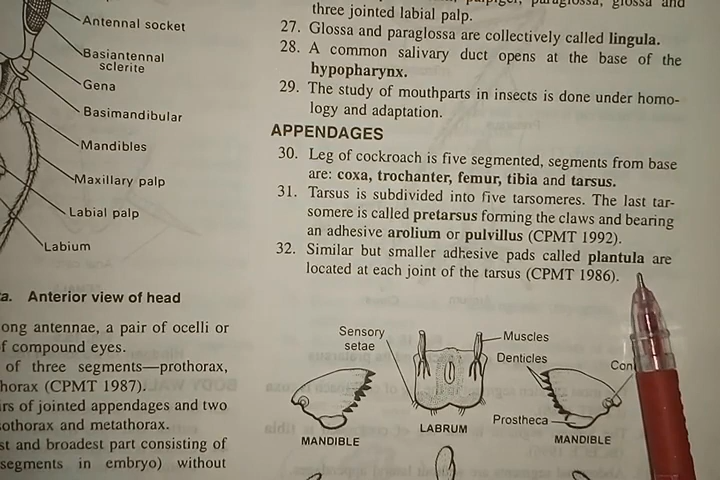 Antennal socket
Basiantennal
sclerite
Gena
Basimandibular
Mandibles
Maxillary palp
Labial palp
Labium
a. Anterior view of head
ong antennae, a pair of ocelli or
f compound eyes.
of three segments—prothorax,
horax (CPMT 1987).
irs of jointed appendages and two
sothorax and metathorax.
st and broadest part consisting of
segments in embryo) without
paraglossa, glossa and
three jointed labial palp.
27. Glossa and paraglossa are collectively called lingula.
28. A common salivary duct opens at the base of the
hypopharynx.
29. The study of mouthparts in insects is done under homo-
logy and adaptation.
APPENDAGES
30. Leg of cockroach is five segmented, segments from base
are: coxa, trochanter, femur, tibia and tarsus.
31. Tarsus is subdivided into five tarsomeres. The last tar-
somere is called pretarsus forming the claws and bearing
an adhesive arolium or pulvillus (CPMT 1992).
32. Similar but smaller adhesive pads called plantula are
located at each joint of the tarsus (CPMT 1986).
Sensory
setae
Muscles
Denticles
Con
Prostheca
MANDIBLE
LABRUM
MANDIBLE